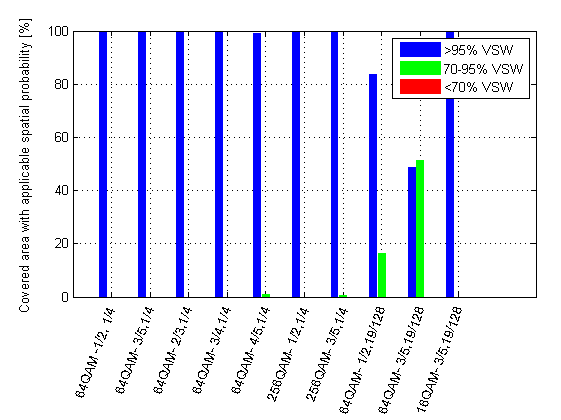 Covered area with applicable spatial probability [%]
100
80
60
40
20
0
>95% VSW
70-95% VSW
<70% VSW
64QAM -1/2, 1/4
64QAM- 3/5,1/4
64QAM- 2/3,1/4
64QAM- 3/4,1/4
64QAM- 4/5,1/4
256QAM- 1/2,1/4
256QAM- 3/5,1/4
64QAM- 1/2,19/128
64QAM- 3/5,19/128
16QAM- 3/5,19/128